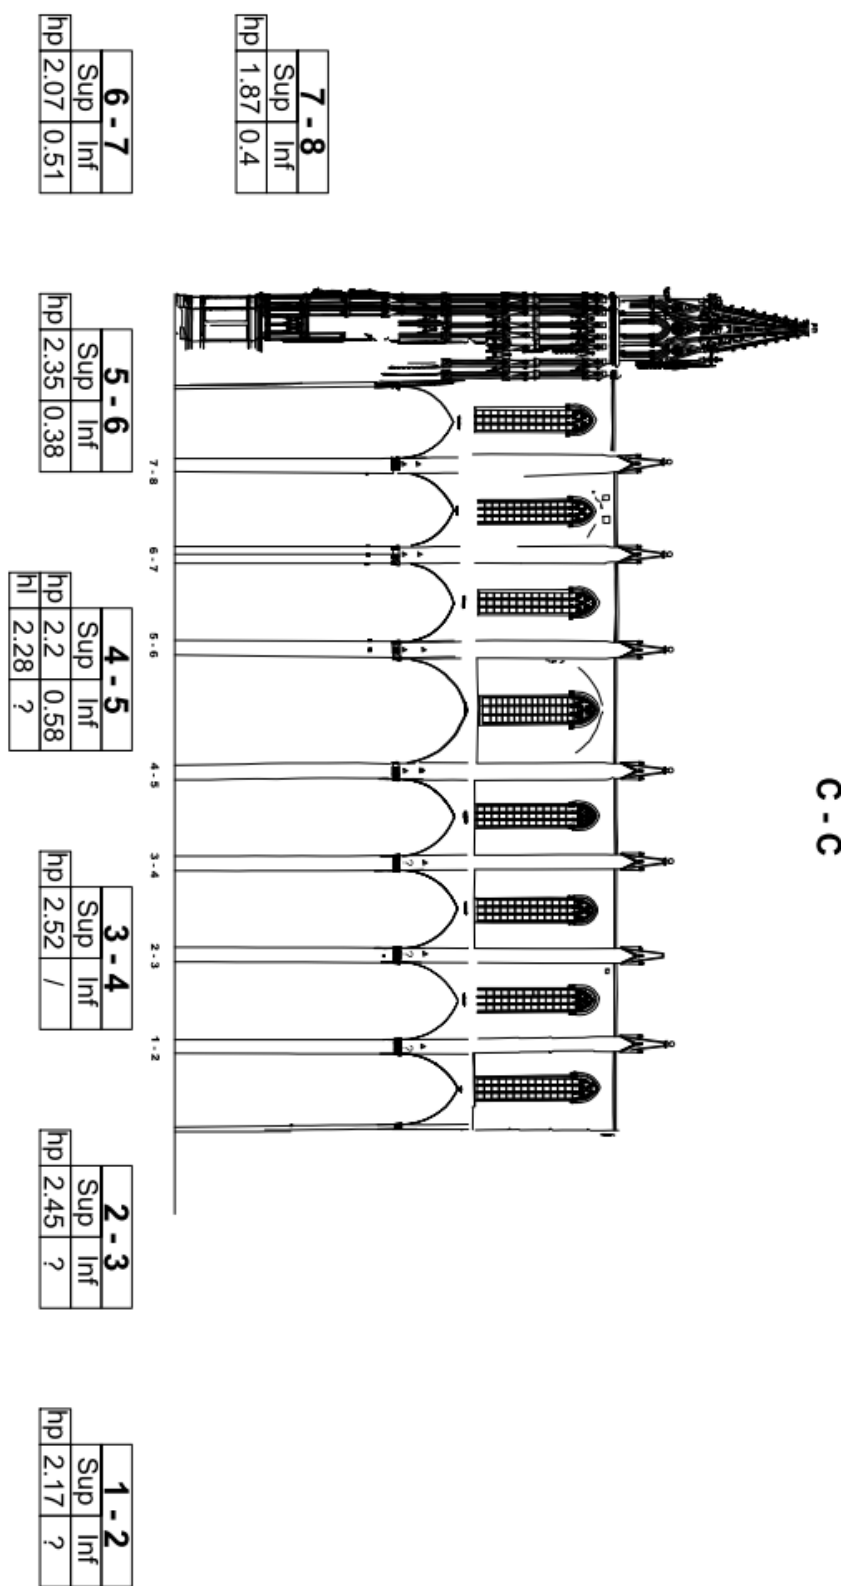 C - C
? ? ?
7 - 8
Sup Inf
hp 1.87 0.4
7 - 8 6 - 7 5 - 6 4 - 5 3 - 4 2 - 3 1 - 2
6 - 7
Sup Inf
hp 2.07 0.51
5 - 6
Sup Inf
hp 2.35 0.38
4 - 5
Sup Inf
hp 2.2 0.58
hl 2.28 ?
3 - 4
Sup Inf
hp 2.52 /
2 - 3
Sup Inf
hp 2.45 ?
1 - 2
Sup Inf
hp 2.17 ?